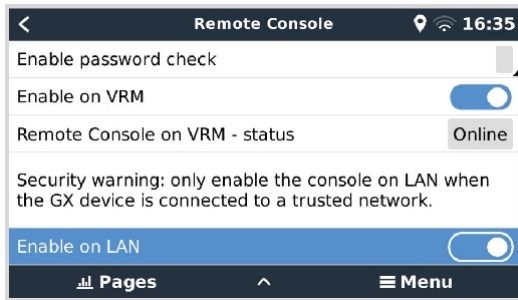 Remote Console 16:35
Enable password check
Enable on VRM
Remote Console on VRM - status Online
Security warning: only enable the console on LAN when
the GX device is connected to a trusted network.
Enable on LAN
Pages Menu